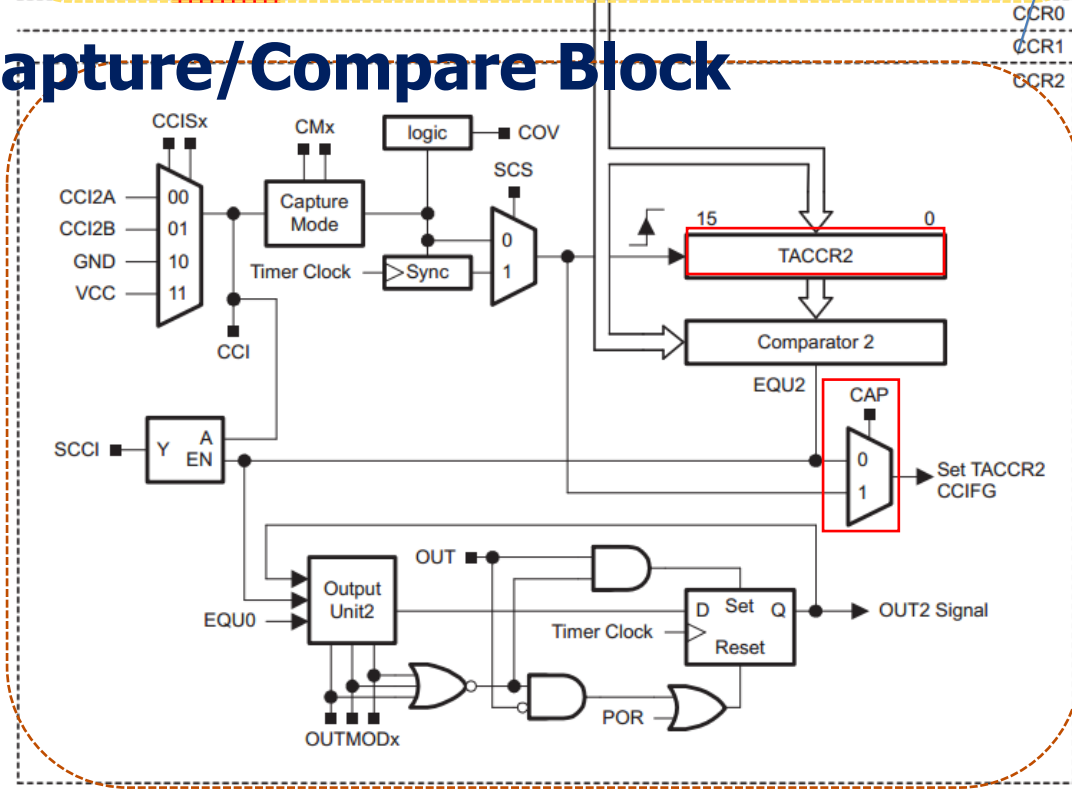 CCR0
CCR1
apture/Compare Block
CCR2
CCISx
CMx
logic
COV
SCS
CCI2A
00
CCI2B
01
GND
10
VCC
11
Capture
Mode
0
1
Timer Clock
Sync
15
0
TACCR2
Comparator 2
CCI
EQU2
CAP
SCCI
Y
A
EN
0
1
Set TACCR2
CCIFG
OUT
Output
Unit2
EQU0
D
Set
Q
OUT2 Signal
Timer Clock
Reset
POR
OUTMODx